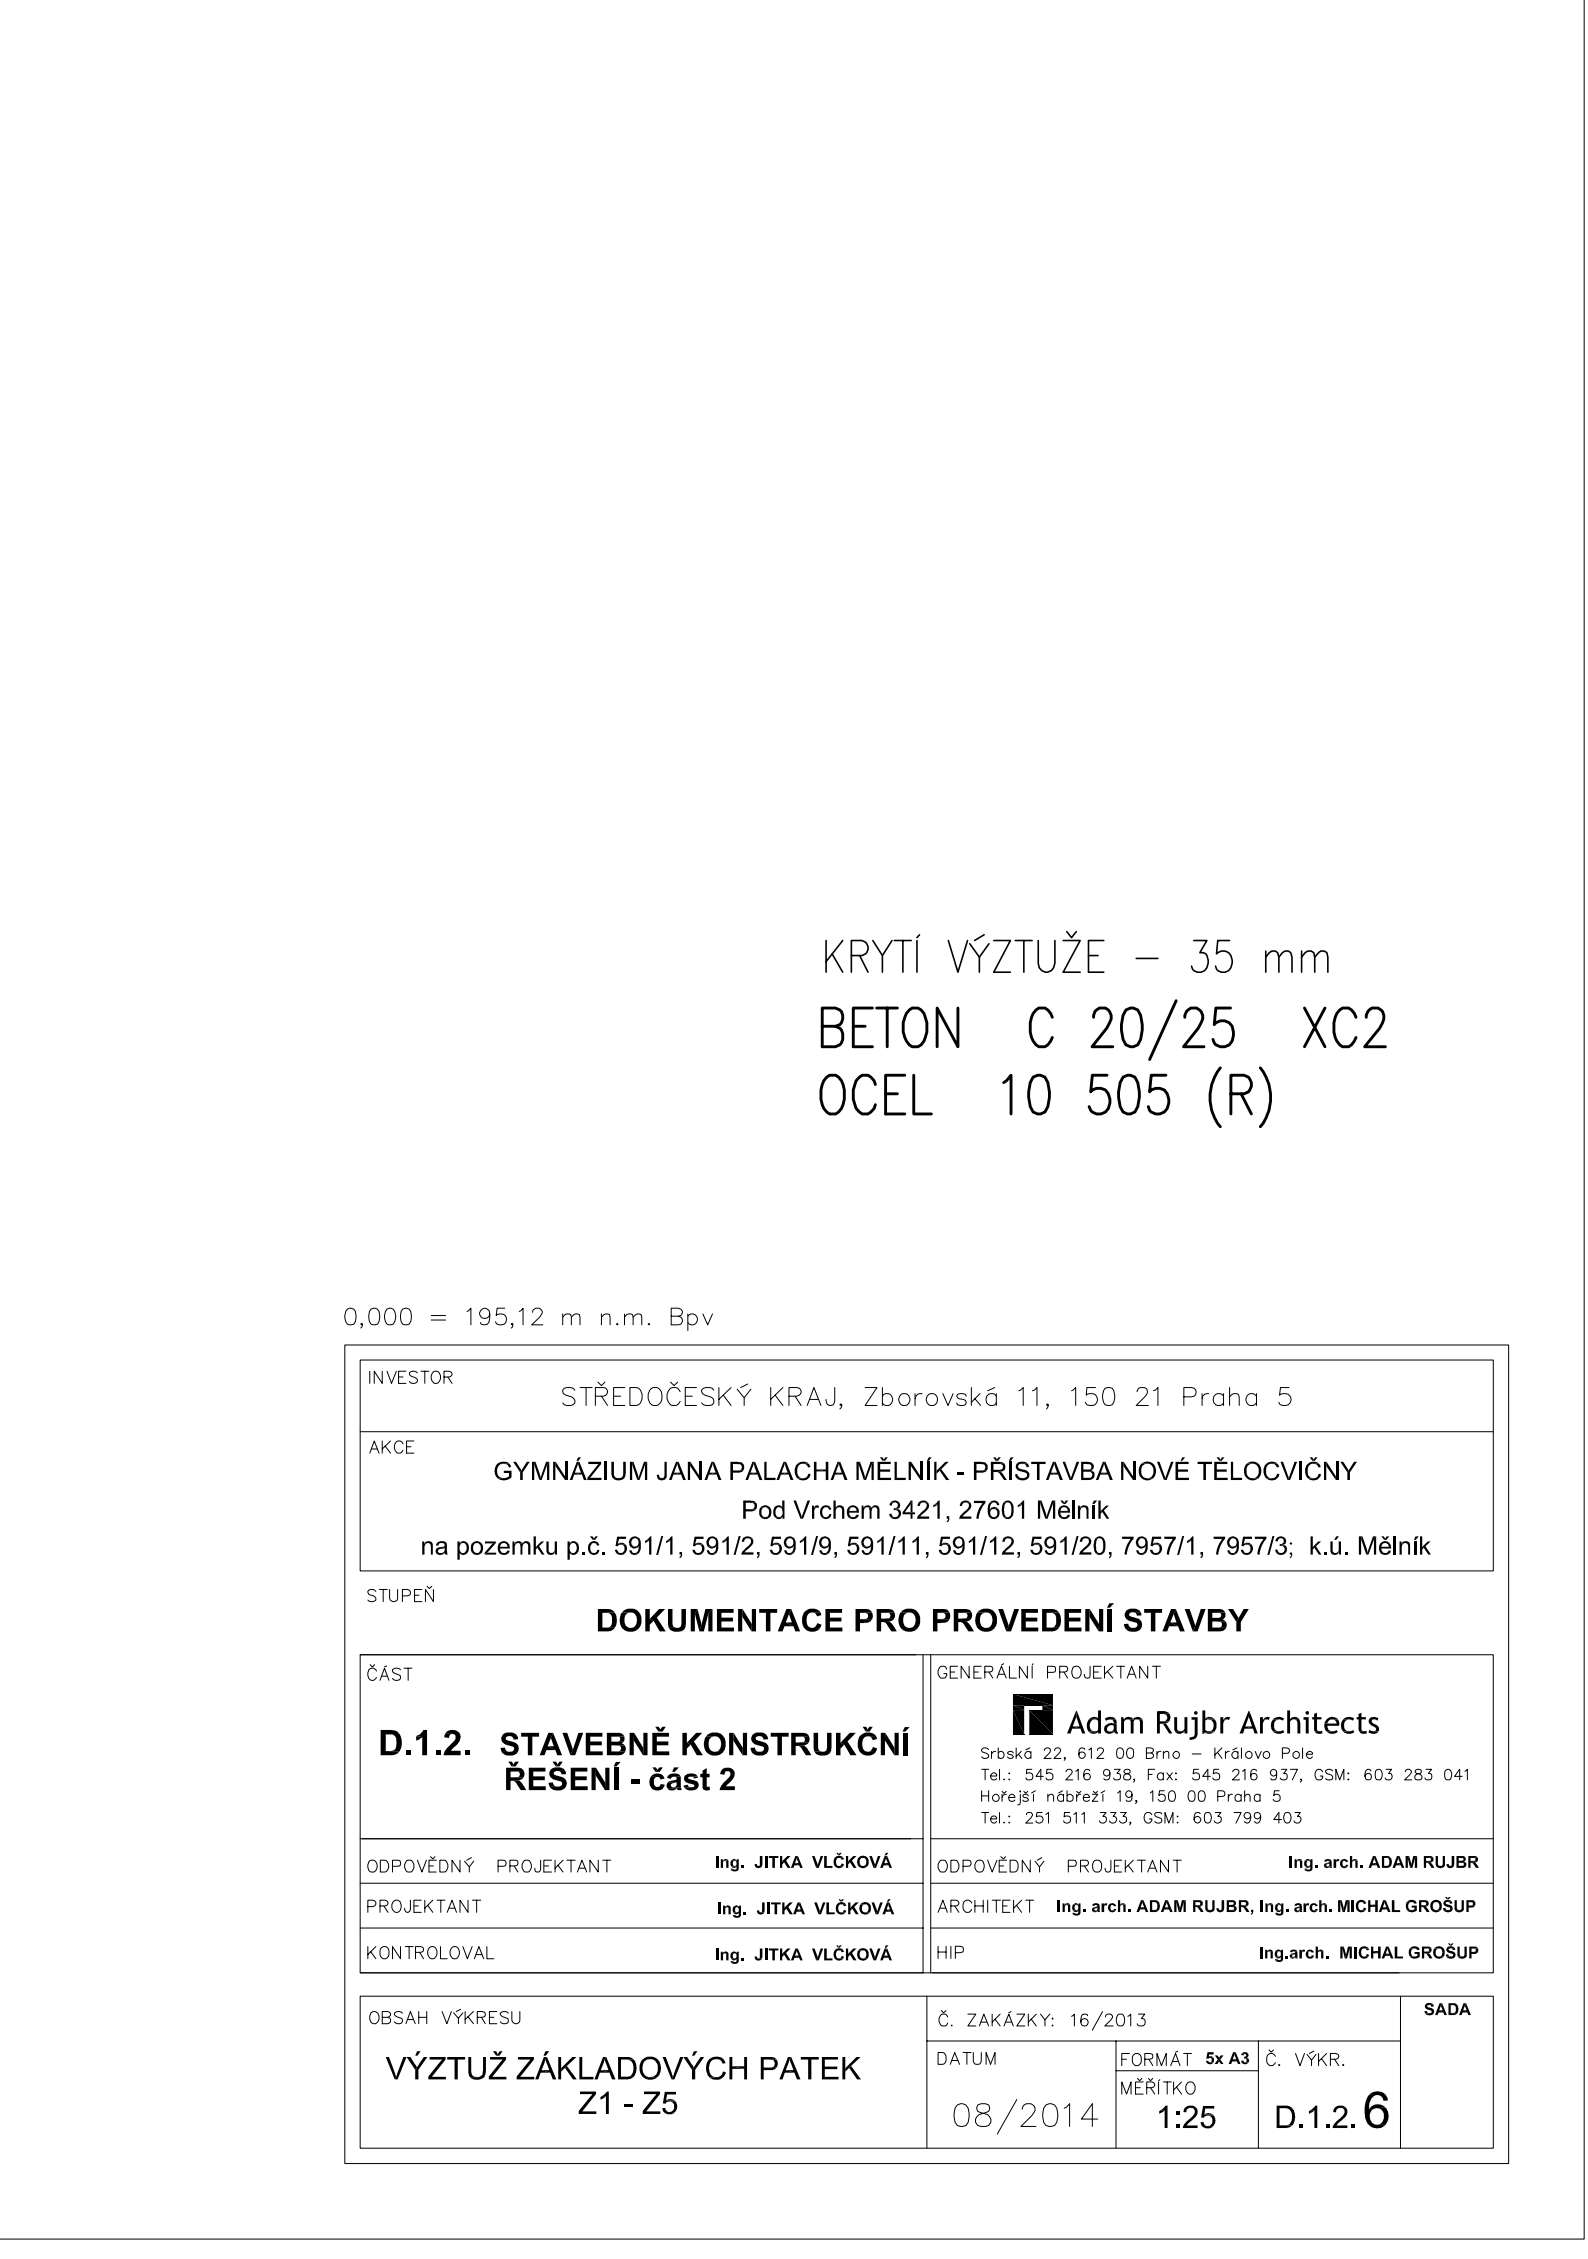 KRYTÍ VÝZTUŽE – 35 mm
BETON C 20/25 XC2
OCEL 10 505 (R)
0,000 = 195,12 m n.m. Bpv
INVESTOR
STŘEDOČESKÝ KRAJ, Zborovská 11, 150 21 Praha 5
AKCE
GYMNÁZIUM JANA PALACHA MĚLNÍK - PŘÍSTAVBA NOVÉ TĚLOCVIČNY
Pod Vrchem 3421, 27601 Mělník
na pozemku p.č. 591/1, 591/2, 591/9, 591/11, 591/12, 591/20, 7957/1, 7957/3; k.ú. Mělník
STUPEŇ
DOKUMENTACE PRO PROVEDENÍ STAVBY
ČÁST
D.1.2. STAVEBNĚ KONSTRUKČNÍ
ŘEŠENÍ - část 2
GENERÁLNÍ PROJEKTANT
Adam Rujbr Architects
Srbská 22, 612 00 Brno – Královo Pole
Tel.: 545 216 938, Fax: 545 216 937, GSM: 603 283 041
Hořejší nábřeží 19, 150 00 Praha 5
Tel.: 251 511 333, GSM: 603 799 403
ODPOVĚDNÝ PROJEKTANT Ing. JITKA VLČKOVÁ
PROJEKTANT Ing. JITKA VLČKOVÁ
KONTROLOVAL Ing. JITKA VLČKOVÁ
ODPOVĚDNÝ PROJEKTANT Ing. arch. ADAM RUJBR
ARCHITEKT Ing. arch. ADAM RUJBR, Ing. arch. MICHAL GROŠUP
HIP Ing.arch. MICHAL GROŠUP
OBSAH VÝKRESU
VÝZTUŽ ZÁKLADOVÝCH PATEK
Z1 - Z5
Č. ZAKÁZKY: 16/2013
DATUM
08/2014
FORMÁT 5x A3
MĚŘÍTKO
1:25
Č. VÝKR.
D.1.2.6
SADA